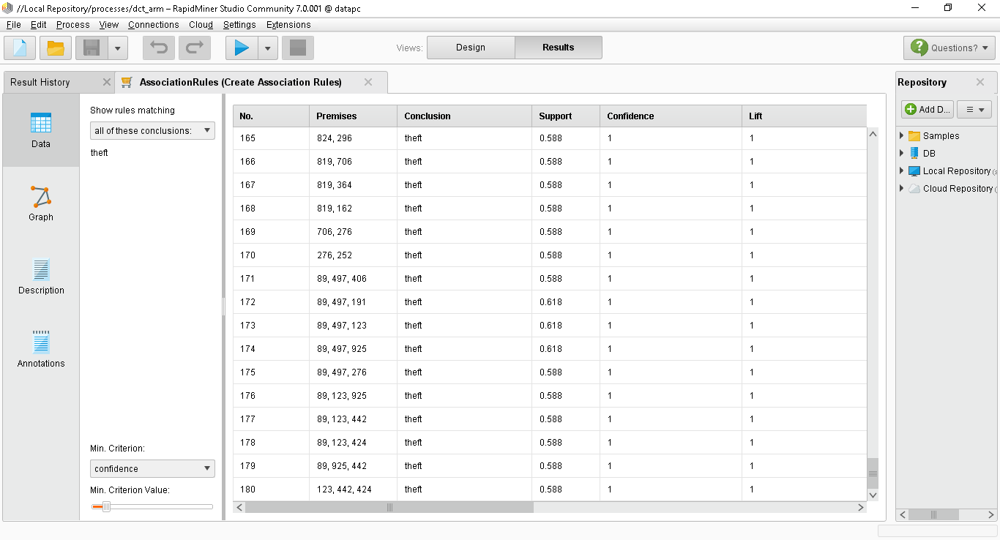 //Local Repository/processes/dct_arm – RapidMiner Studio Community 7.0.001 @ datapc
File Edit Process View Connections Cloud Settings Extensions
Views: Design Results Questions?
Result History
AssociationRules (Create Association Rules)
Repository
Data
Graph
Description
Annotations
Show rules matching
all of these conclusions:
theft
Min. Criterion:
confidence
Min. Criterion Value:
No. Premises Conclusion Support Confidence Lift
165 824, 296 theft 0.588 1 1
166 819, 706 theft 0.588 1 1
167 819, 364 theft 0.588 1 1
168 819, 162 theft 0.588 1 1
169 706, 276 theft 0.588 1 1
170 276, 252 theft 0.588 1 1
171 89, 497, 406 theft 0.588 1 1
172 89, 497, 191 theft 0.618 1 1
173 89, 497, 123 theft 0.618 1 1
174 89, 497, 925 theft 0.618 1 1
175 89, 497, 276 theft 0.588 1 1
176 89, 123, 925 theft 0.588 1 1
177 89, 123, 442 theft 0.588 1 1
178 89, 123, 424 theft 0.588 1 1
179 89, 925, 442 theft 0.588 1 1
180 123, 442, 424 theft 0.588 1 1
Add D...
Samples
DB
Local Repository
Cloud Repository